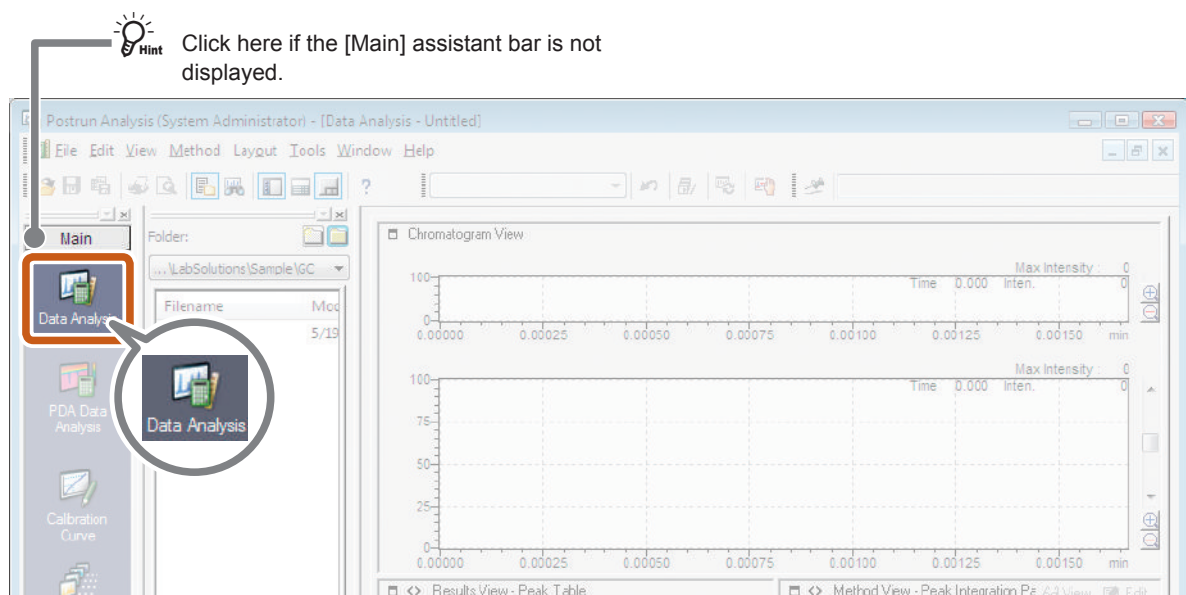 Hint
Click here if the [Main] assistant bar is not
displayed.
Postrun Analysis (System Administrator) - [Data Analysis - Untitled]
File Edit View Method Layout Tools Window Help
?
Main
Folder:
...\LabSolutions\Sample\GC
Filename Mod
5/19
Data Analysis
Data Analysis
PDA Data
Analysis
Calibration
Curve
Chromatogram View
Max Intensity : 0
Time 0.000 Inten. 0
100
0
0.00000 0.00025 0.00050 0.00075 0.00100 0.00125 0.00150 min
Max Intensity : 0
Time 0.000 Inten. 0
100
75
50
25
0
0.00000 0.00025 0.00050 0.00075 0.00100 0.00125 0.00150 min
Results View - Peak Table
Method View - Peak Integration Pa View Edit